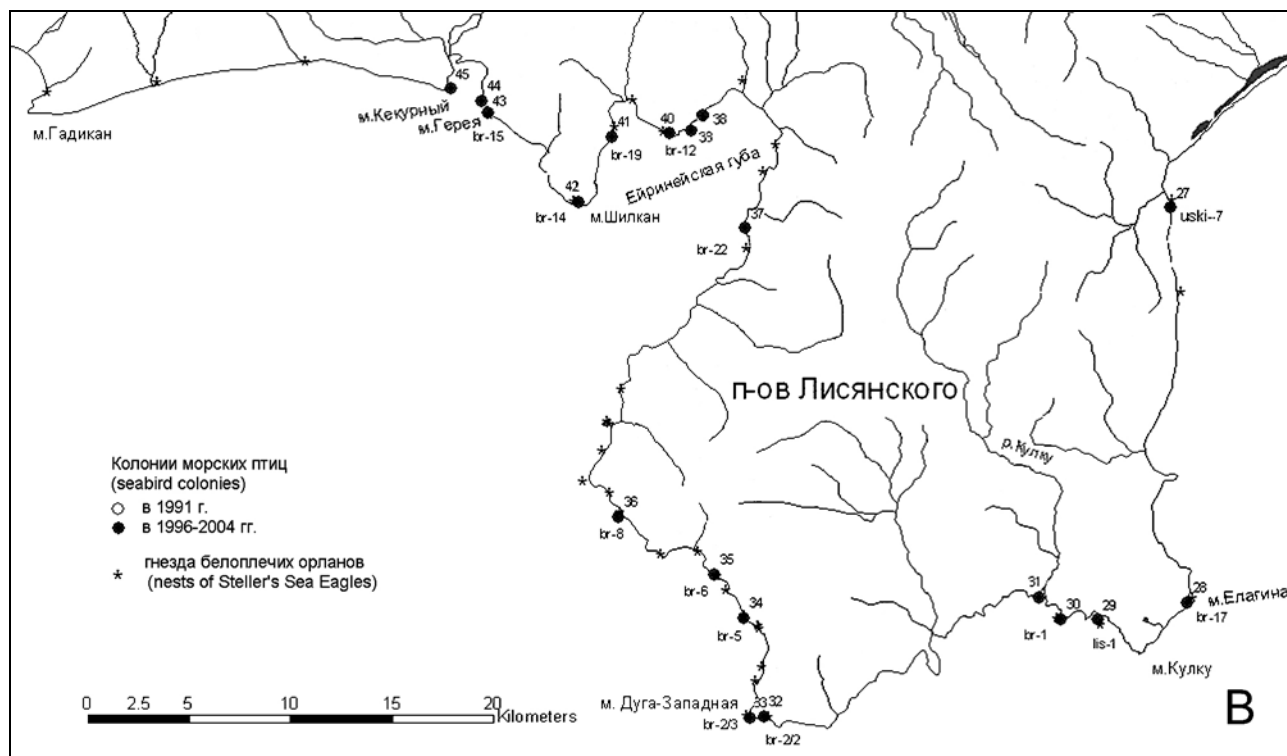 45
44
43
м.Кекурный
м.Герея
br-15
м.Гадикан
41
br-19
40
br-12
33
38
Ейринейская губа
42
br-14
м.Шилкан
37
br-22
27
uski--7
п-ов Лисянского
р.Кулку
Колонии морских птиц
(seabird colonies)
в 1991 г.
в 1996-2004 гг.
* гнезда белоплечих орланов
(nests of Steller's Sea Eagles)
36
br-8
35
br-6
34
br-5
31
30
29
28
br-1
lis-1
м.Елагина
br-17
м.Кулку
м. Дуга-Западная
33
32
br-2/3
br-2/2
0 2.5 5 10 15 20
Kilometers
B